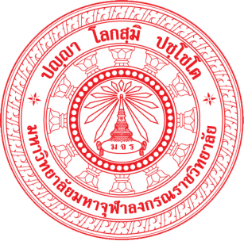 ปญฺญา โลกสฺมิ ปชฺโชโต
มจร
มหาวิทยาลัยมหาจุฬาลงกรณราชวิทยาลัย